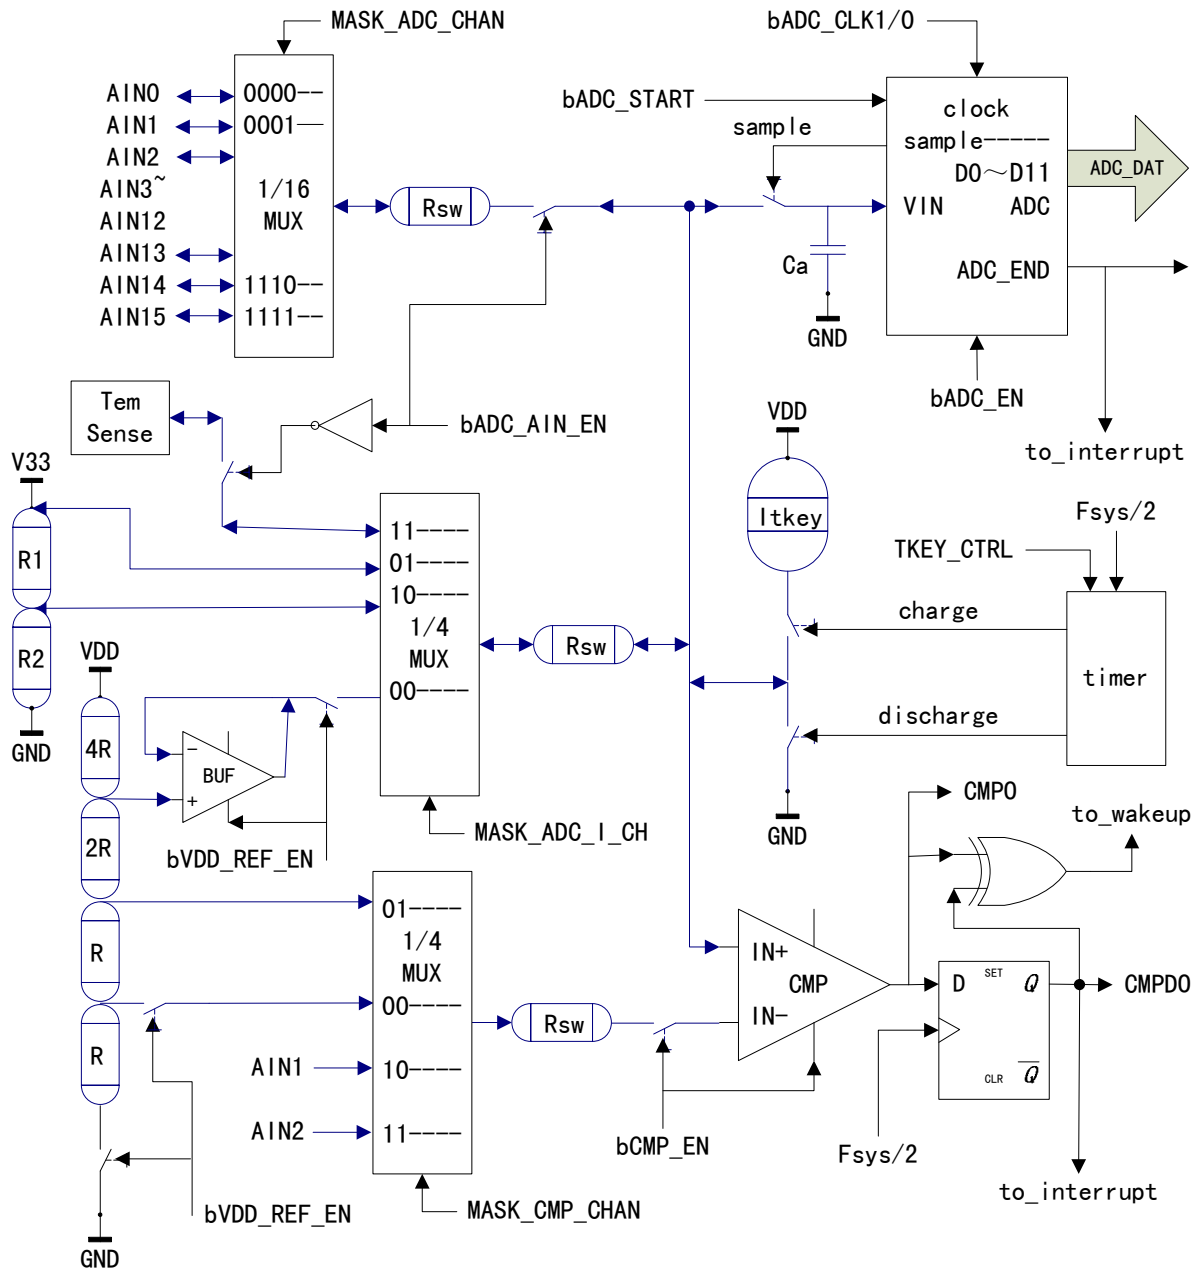 MASK_ADC_CHAN
bADC_CLK1/0
AIN0
0000--
bADC_START
clock
AIN1
0001--
sample
sample-----
AIN2
D0～D11
ADC_DAT
AIN3~
1/16
Rsw
VIN
ADC
AIN12
MUX
AIN13
Ca
ADC_END
AIN14
1110--
AIN15
1111--
GND
bADC_EN
Tem
Sense
bADC_AIN_EN
VDD
to_interrupt
V33
Itkey
Fsys/2
11----
TKEY_CTRL
R1
01----
10----
charge
1/4
MUX
Rsw
R2
VDD
00----
timer
discharge
GND
4R
BUF
-
+
CMPO
GND
MASK_ADC_I_CH
to_wakeup
2R
bVDD_REF_EN
01----
1/4
MUX
IN+
R
CMP
D
SET
Q
CMPDO
00----
Rsw
IN-
R
AIN1
10----
CLR
Q
AIN2
11----
bCMP_EN
Fsys/2
to_interrupt
bVDD_REF_EN
MASK_CMP_CHAN
GND